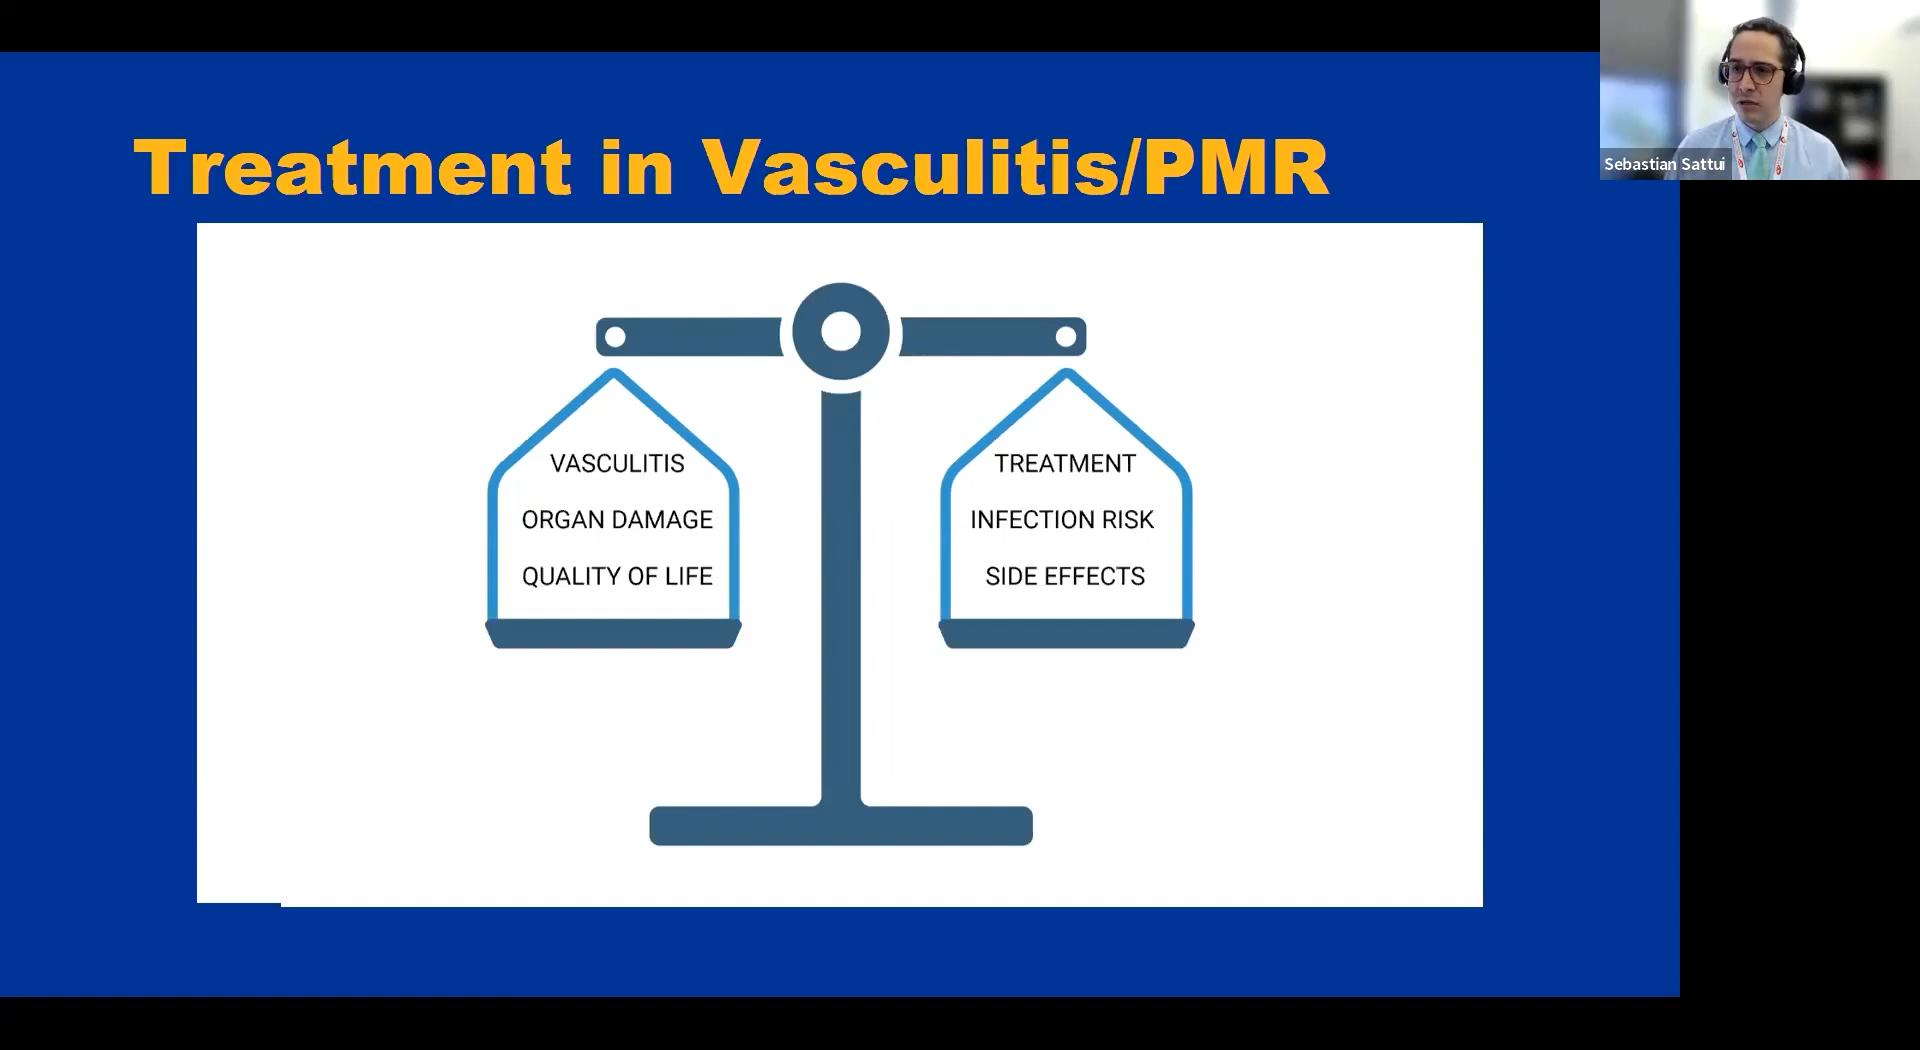 Treatment in Vasculitis/PMR
Sebastian Sattui
VASCULITIS
ORGAN DAMAGE
QUALITY OF LIFE
TREATMENT
INFECTION RISK
SIDE EFFECTS